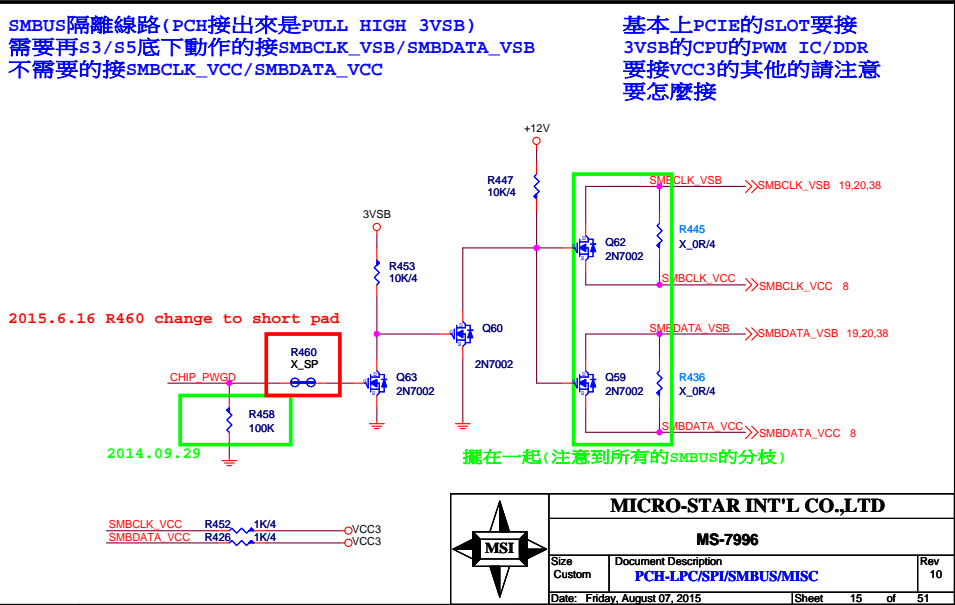 SMBUS隔離線路(PCH接出來是PULL HIGH 3VSB)
需要再S3/S5底下動作的接SMBCLK_VSB/SMBDATA_VSB
不需要的接SMBCLK_VCC/SMBDATA_VCC
基本上PCIE的SLOT要接
3VSB的CPU的PWM IC/DDR
要接VCC3的其他的請注意
要怎麼接
+12V
R447
10K/4
SMBCLK_VSB
SMBCLK_VSB 19,20,38
3VSB
Q62
2N7002
R445
X_0R/4
R453
10K/4
SMBCLK_VCC
SMBCLK_VCC 8
2015.6.16 R460 change to short pad
Q60
2N7002
SMBDATA_VSB
SMBDATA_VSB 19,20,38
R460
X_SP
CHIP_PWGD
Q63
2N7002
Q59
2N7002
R436
X_0R/4
R458
100K
SMBDATA_VCC
SMBDATA_VCC 8
2014.09.29
擺在一起(注意到所有的SMBUS的分枝)
SMBCLK_VCC R452 1K/4 VCC3
SMBDATA_VCC R426 1K/4 VCC3
MSI
MICRO-STAR INT'L CO.,LTD
MS-7996
Size
Custom
Document Description
PCH-LPC/SPI/SMBUS/MISC
Rev
10
Date: Friday, August 07, 2015
Sheet 15 of 51